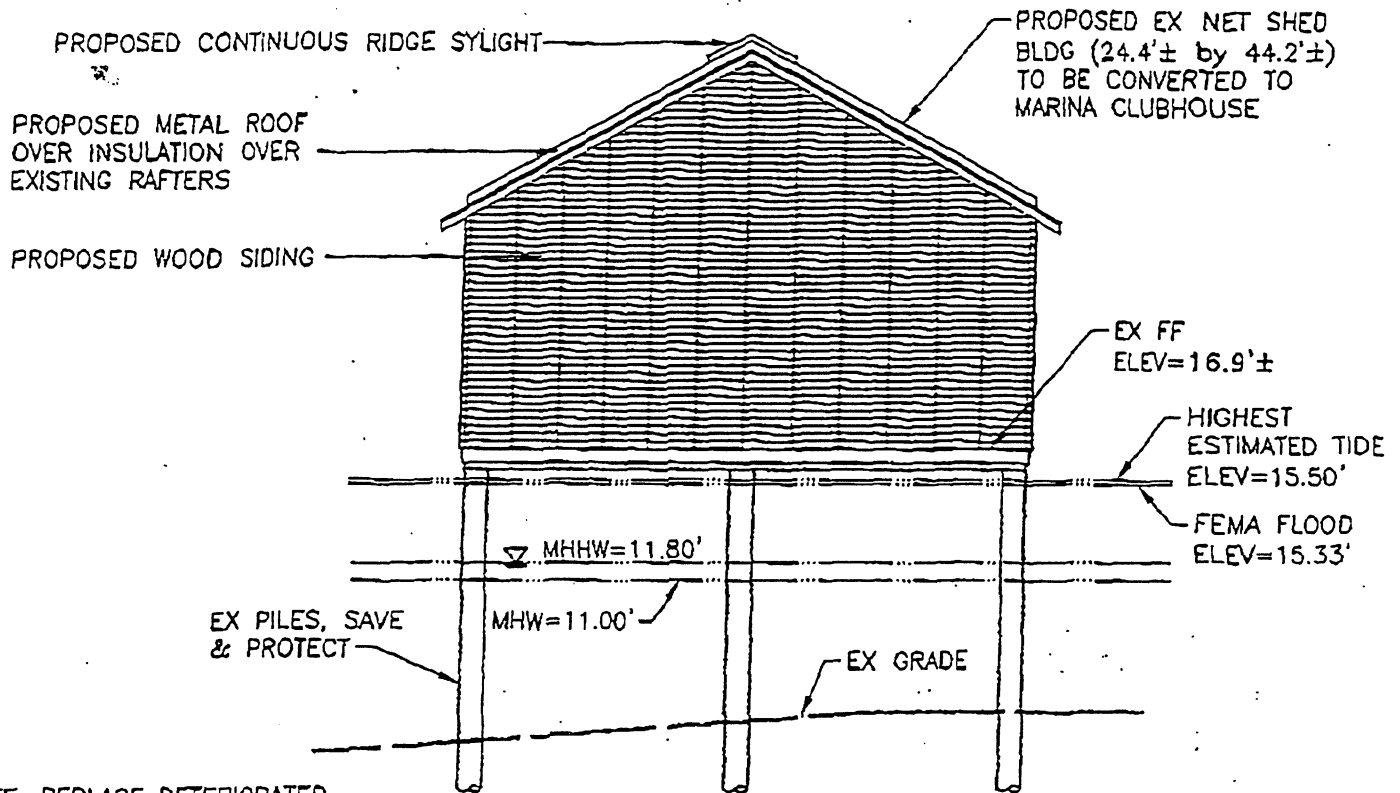 PROPOSED CONTINUOUS RIDGE SYLIGHT
PROPOSED EX NET SHED
BLDG (24.4'± by 44.2'±)
TO BE CONVERTED TO
MARINA CLUBHOUSE
PROPOSED METAL ROOF
OVER INSULATION OVER
EXISTING RAFTERS
PROPOSED WOOD SIDING
EX FF
ELEV=16.9'±
HIGHEST
ESTIMATED TIDE
ELEV=15.50'
FEMA FLOOD
ELEV=15.33'
MHHW=11.80'
MHW=11.00'
EX PILES, SAVE
& PROTECT
EX GRADE
REPLACE DETERIORATED